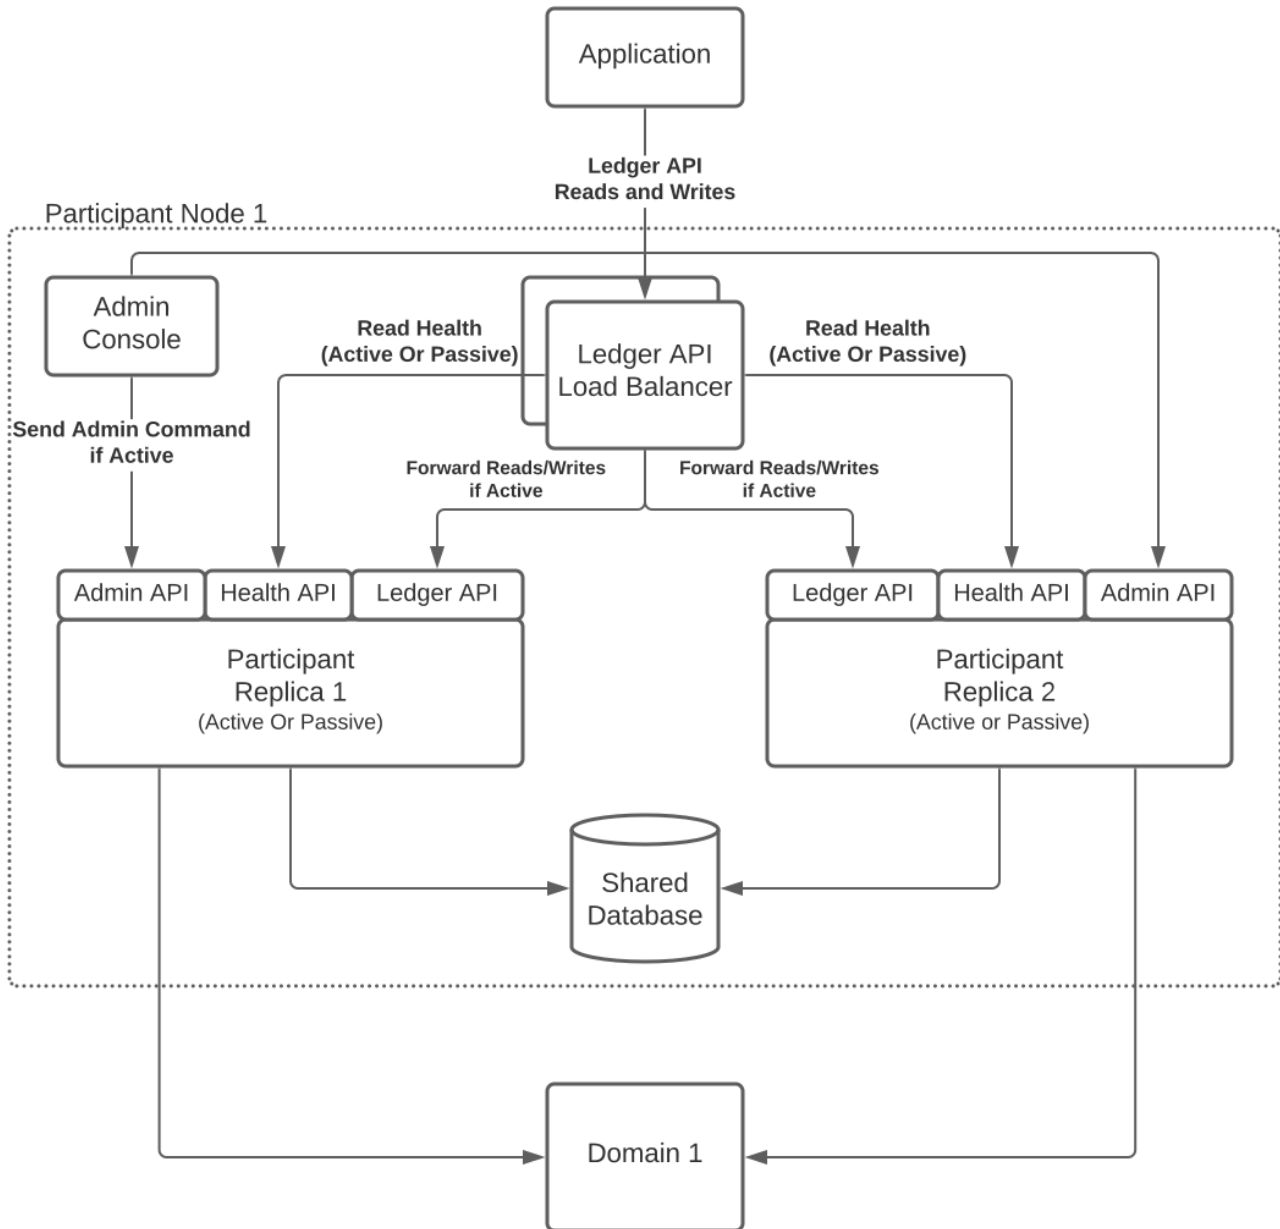 Application
Ledger API
Reads and Writes
Participant Node 1
Admin
Console
Read Health
(Active Or Passive)
Ledger API
Load Balancer
Read Health
(Active Or Passive)
Send Admin Command
if Active
Forward Reads/Writes
if Active
Forward Reads/Writes
if Active
Admin API
Health API
Ledger API
Ledger API
Health API
Admin API
Participant
Replica 1
(Active Or Passive)
Participant
Replica 2
(Active or Passive)
Shared
Database
Domain 1